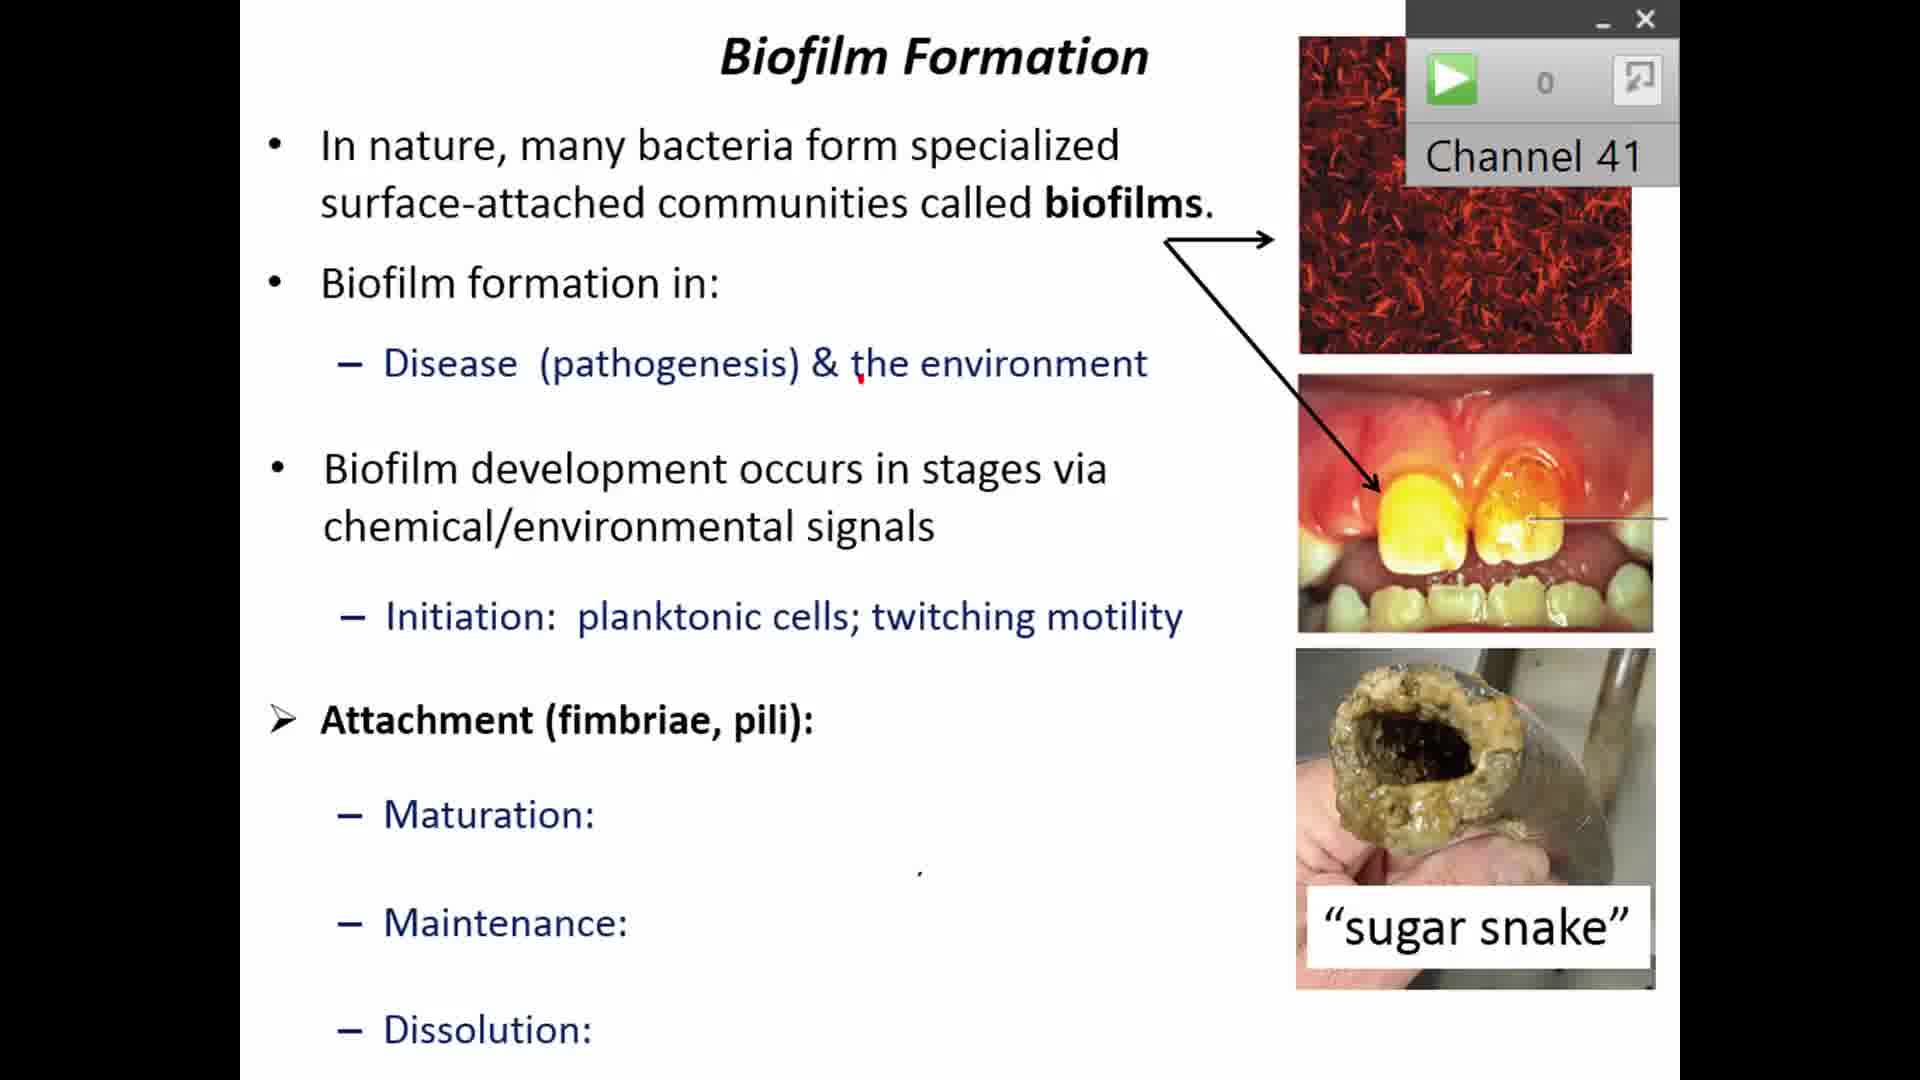 Biofilm Formation
• In nature, many bacteria form specialized
surface-attached communities called biofilms.
• Biofilm formation in:
– Disease (pathogenesis) & the environment
• Biofilm development occurs in stages via
chemical/environmental signals
– Initiation: planktonic cells; twitching motility
➢ Attachment (fimbriae, pili):
– Maturation:
– Maintenance:
– Dissolution:
0
Channel 41
“sugar snake”